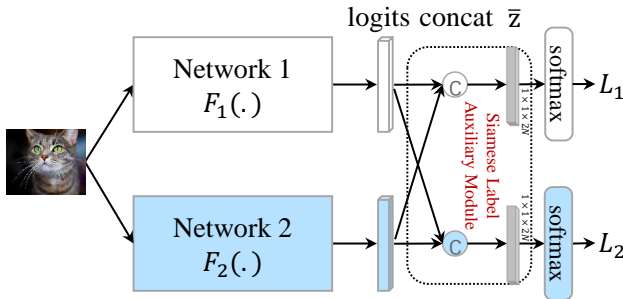 logits concat z̄
Network 1
F₁(.)
C
1×1×2N
softmax
L₁
Siamese Label
Auxiliary Module
Network 2
F₂(.)
C
1×1×2N
softmax
L₂